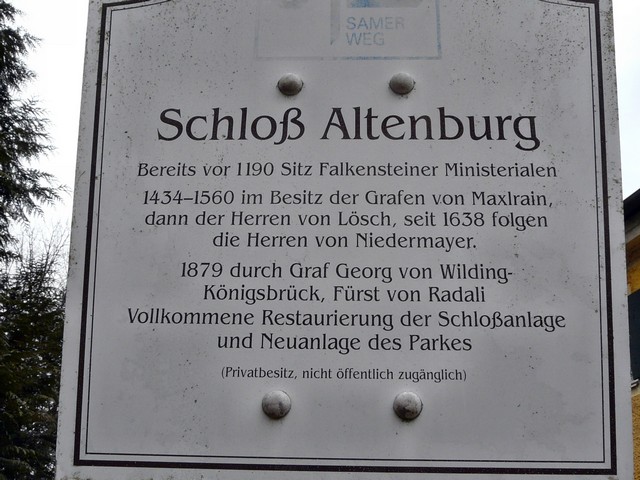 SAMER
WEG
Schloß Altenburg
Bereits vor 1190 Sitz Falkensteiner Ministerialen
1434–1560 im Besitz der Grafen von Maxlrain,
dann der Herren von Lösch, seit 1638 folgen
die Herren von Niedermayer.
1879 durch Graf Georg von Wilding-
Königsbrück, Fürst von Radali
Vollkommene Restaurierung der Schloßanlage
und Neuanlage des Parkes
(Privatbesitz, nicht öffentlich zugänglich)